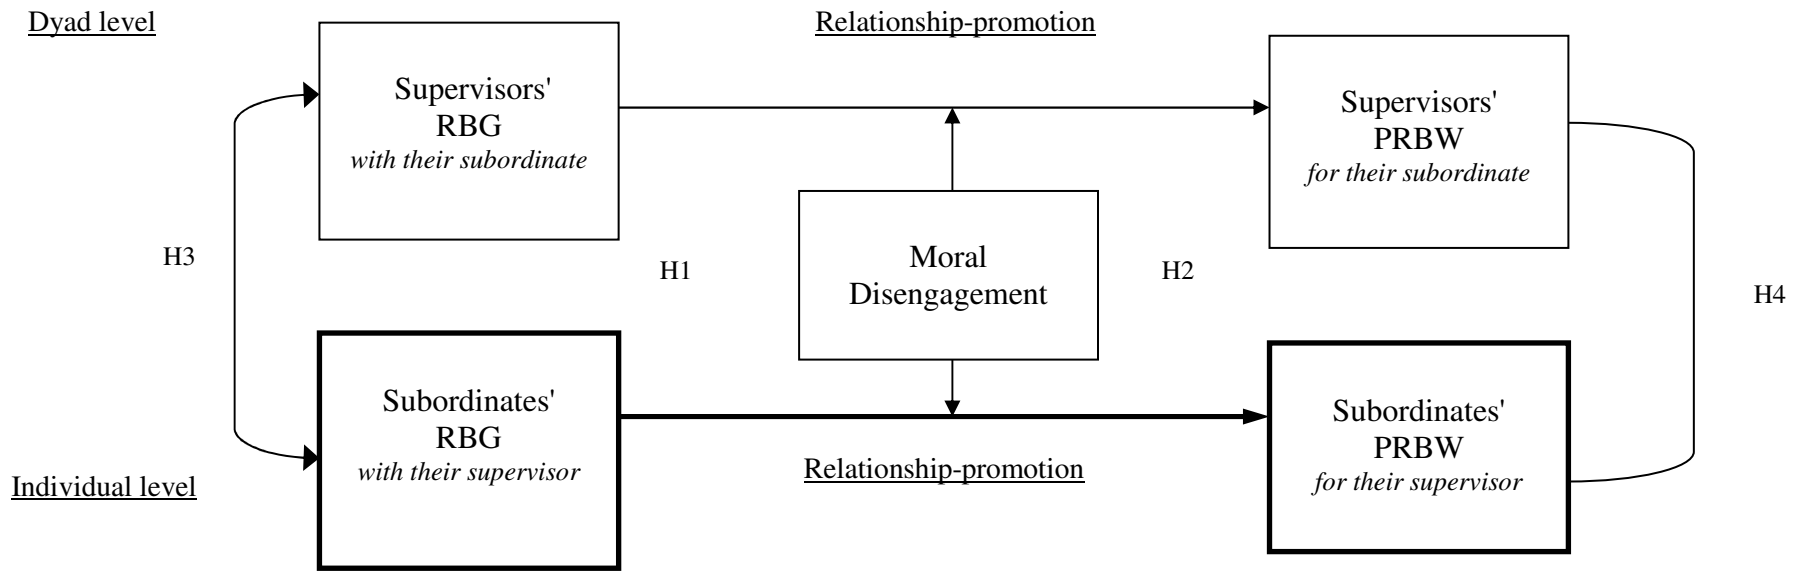 Dyad level
Relationship-promotion
Supervisors'
RBG
with their subordinate
Supervisors'
PRBW
for their subordinate
H3
H1
Moral
Disengagement
H2
H4
Subordinates'
RBG
with their supervisor
Subordinates'
PRBW
for their supervisor
Relationship-promotion
Individual level